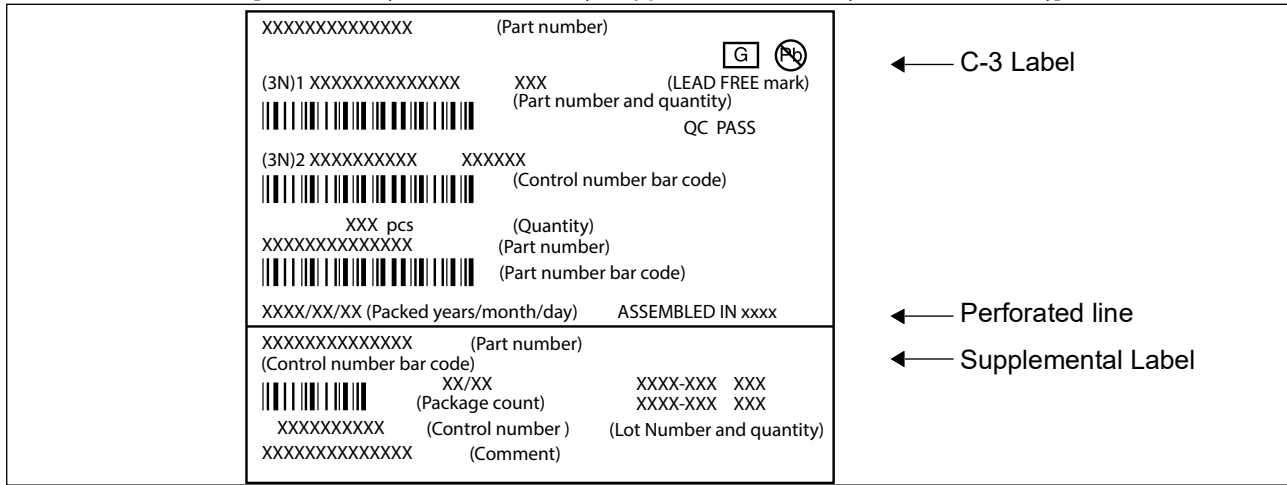 XXXXXXXXXXXXXX (Part number)
G Pb
C-3 Label
(3N)1 XXXXXXXXXXXXXX XXX (LEAD FREE mark)
(Part number and quantity)
QC PASS
(3N)2 XXXXXXXXXX XXXXXX
(Control number bar code)
XXX pcs (Quantity)
XXXXXXXXXXXXXX (Part number)
(Part number bar code)
XXXX/XX/XX (Packed years/month/day) ASSEMBLED IN xxxx
Perforated line
XXXXXXXXXXXXXX (Part number)
(Control number bar code)
Supplemental Label
XX/XX XXXX-XXX XXX
(Package count) XXXX-XXX XXX
XXXXXXXXXX (Control number ) (Lot Number and quantity)
XXXXXXXXXXXXXX (Comment)